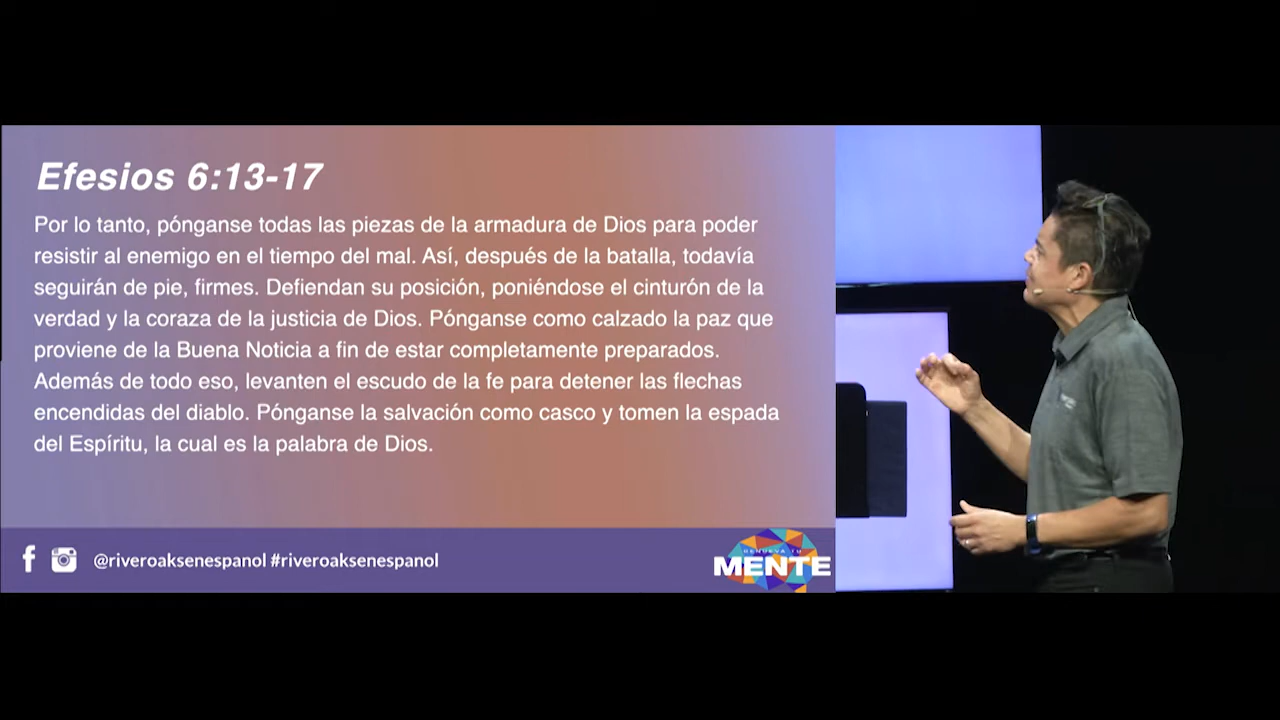 Efesios 6:13-17
Por lo tanto, pónganse todas las piezas de la armadura de Dios para poder
resistir al enemigo en el tiempo del mal. Así, después de la batalla, todavía
seguirán de pie, firmes. Defiendan su posición, poniéndose el cinturón de la
verdad y la coraza de la justicia de Dios. Pónganse como calzado la paz que
proviene de la Buena Noticia a fin de estar completamente preparados.
Además de todo eso, levanten el escudo de la fe para detener las flechas
encendidas del diablo. Pónganse la salvación como casco y tomen la espada
del Espíritu, la cual es la palabra de Dios.
@riveroaksenespanol #riveroaksenespanol
RENUEVA TU
MENTE